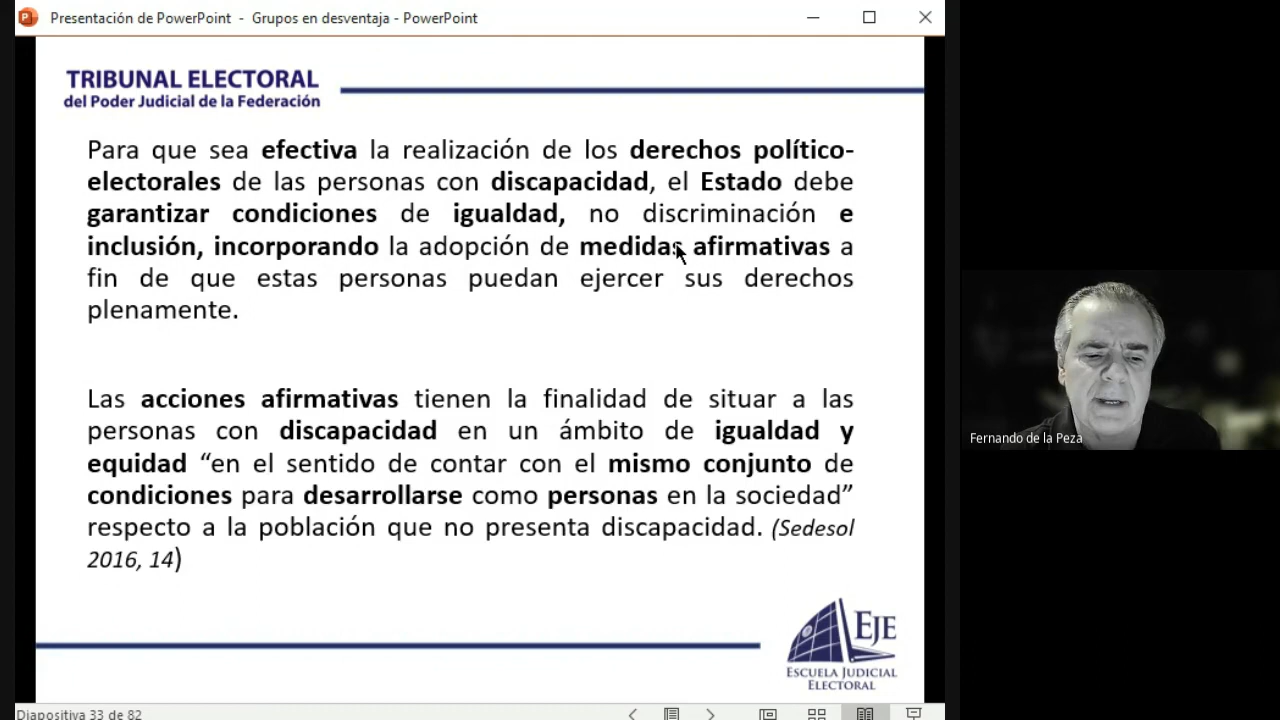 Presentación de PowerPoint - Grupos en desventaja - PowerPoint
TRIBUNAL ELECTORAL
del Poder Judicial de la Federación
Para que sea efectiva la realización de los derechos político-
electorales de las personas con discapacidad, el Estado debe
garantizar condiciones de igualdad, no discriminación e
inclusión, incorporando la adopción de medidas afirmativas a
fin de que estas personas puedan ejercer sus derechos
plenamente.
Las acciones afirmativas tienen la finalidad de situar a las
personas con discapacidad en un ámbito de igualdad y
equidad “en el sentido de contar con el mismo conjunto de
condiciones para desarrollarse como personas en la sociedad”
respecto a la población que no presenta discapacidad. (Sedesol
2016, 14)
EJE
ESCUELA JUDICIAL
ELECTORAL
Diapositiva 33 de 82
Fernando de la Peza